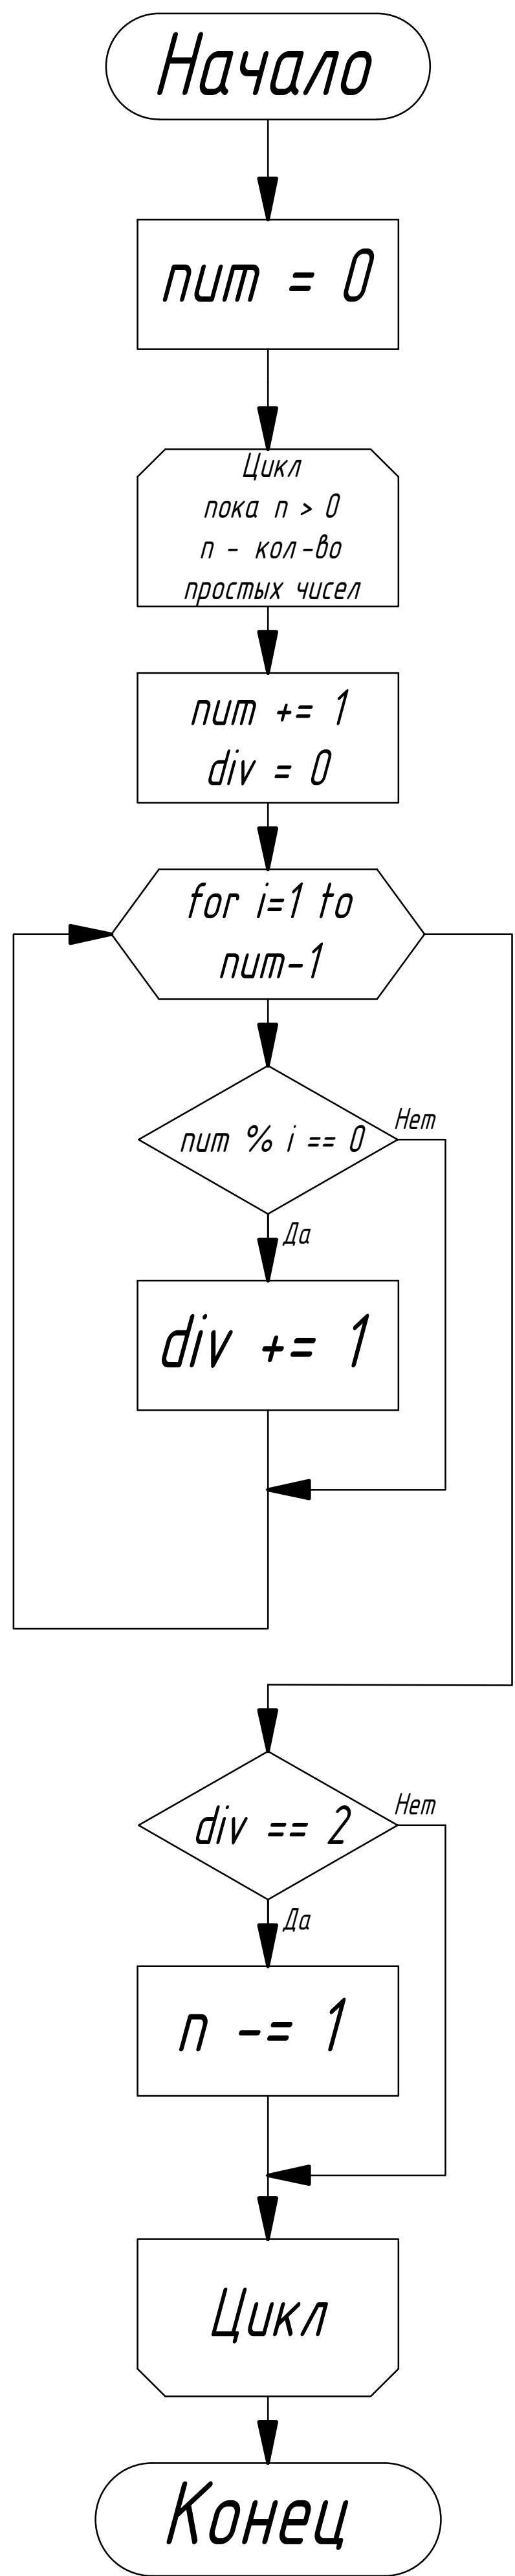 Начало
num = 0
Цикл
пока n > 0
n - кол-во
простых чисел
num += 1
div = 0
for i=1 to
num-1
num % i == 0
Нет
Да
div += 1
div == 2
Нет
Да
n -= 1
Цикл
Конец